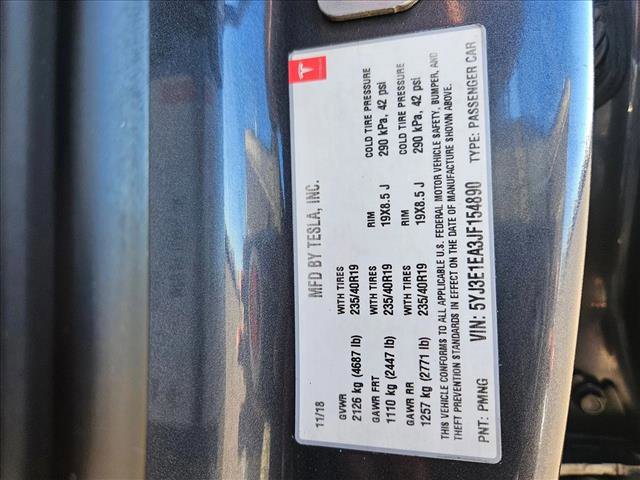 MFD BY TESLA, INC.
11/18
GVWR WITH TIRES RIM COLD TIRE PRESSURE
2126 kg (4687 lb) 235/40R19 19X8.5 J 290 kPa, 42 psi
GAWR FRT WITH TIRES RIM COLD TIRE PRESSURE
1110 kg (2447 lb) 235/40R19 19X8.5 J 290 kPa, 42 psi
GAWR RR WITH TIRES
1257 kg (2771 lb) 235/40R19
THIS VEHICLE CONFORMS TO ALL APPLICABLE U.S. FEDERAL MOTOR VEHICLE SAFETY, BUMPER, AND
THEFT PREVENTION STANDARDS IN EFFECT ON THE DATE OF MANUFACTURE SHOWN ABOVE.
PNT: PMNG VIN: 5YJ3E1EA3JF154890 TYPE: PASSENGER CAR